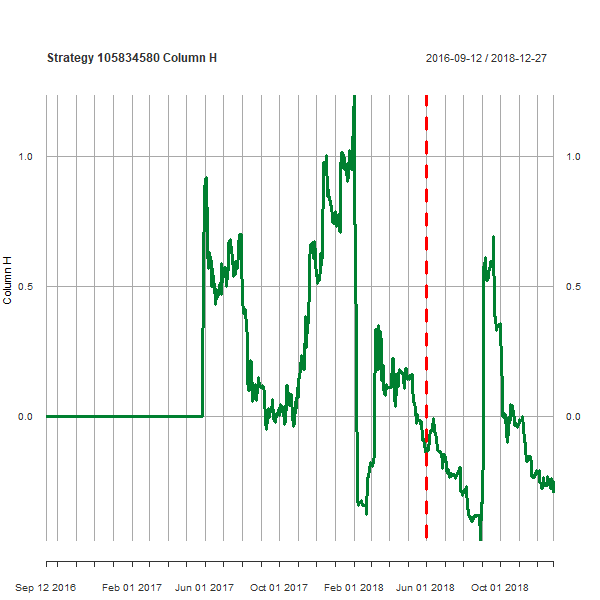 Strategy 105834580 Column H
2016-09-12 / 2018-12-27
1.0 1.0
0.5 0.5
0.0 0.0
Column H
Sep 12 2016 Feb 01 2017 Jun 01 2017 Oct 01 2017 Feb 01 2018 Jun 01 2018 Oct 01 2018